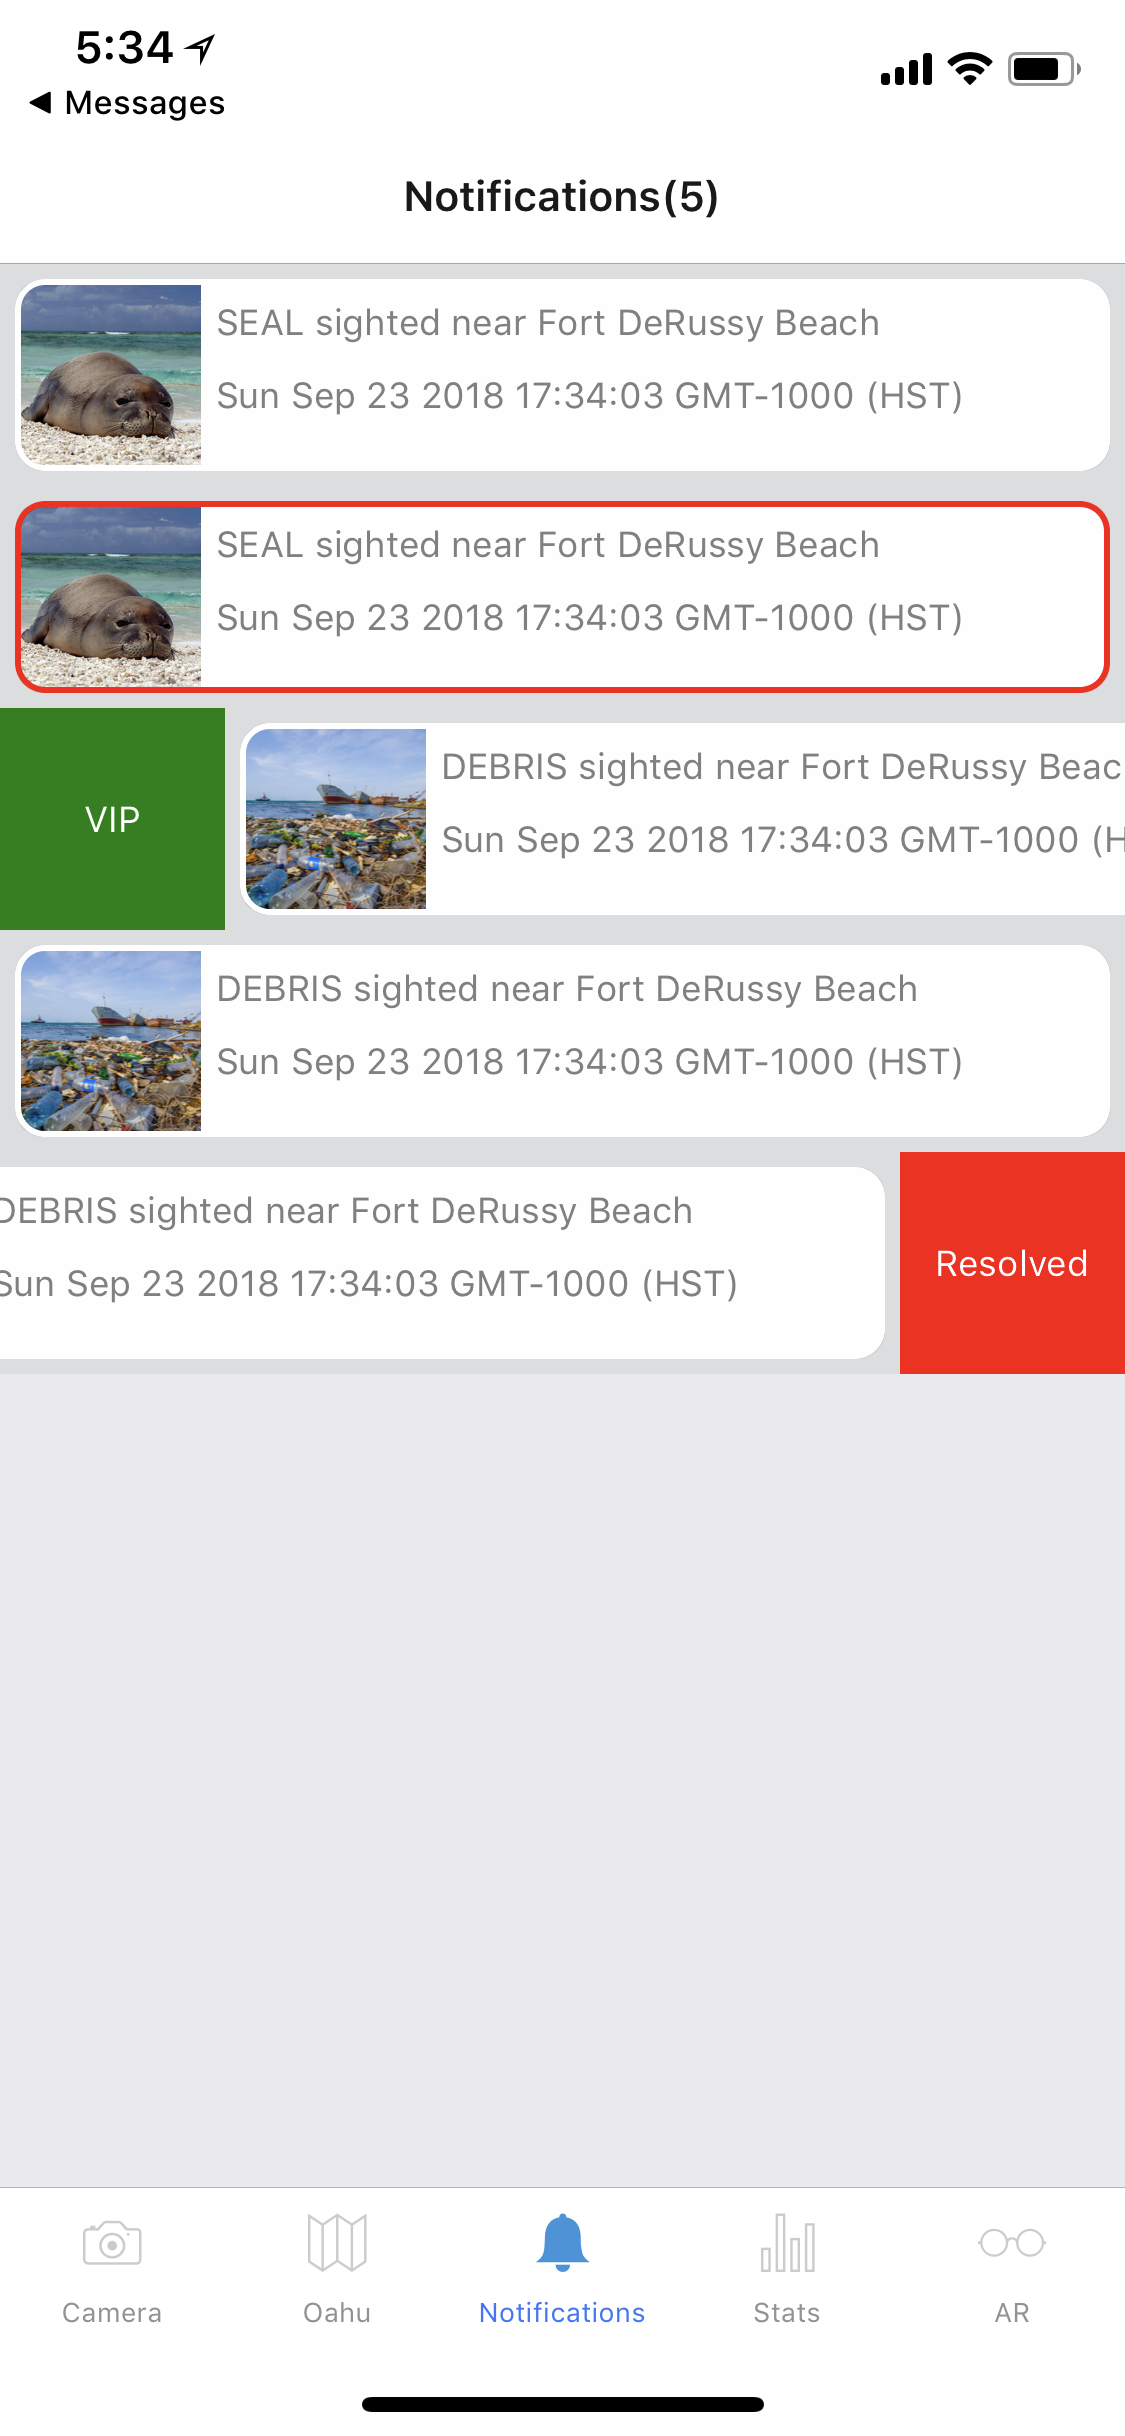 5:34
◀ Messages
Notifications(5)
SEAL sighted near Fort DeRussy Beach
Sun Sep 23 2018 17:34:03 GMT-1000 (HST)
SEAL sighted near Fort DeRussy Beach
Sun Sep 23 2018 17:34:03 GMT-1000 (HST)
VIP
DEBRIS sighted near Fort DeRussy Beac
Sun Sep 23 2018 17:34:03 GMT-1000 (H
DEBRIS sighted near Fort DeRussy Beach
Sun Sep 23 2018 17:34:03 GMT-1000 (HST)
DEBRIS sighted near Fort DeRussy Beach
Sun Sep 23 2018 17:34:03 GMT-1000 (HST)
Resolved
Camera Oahu Notifications Stats AR